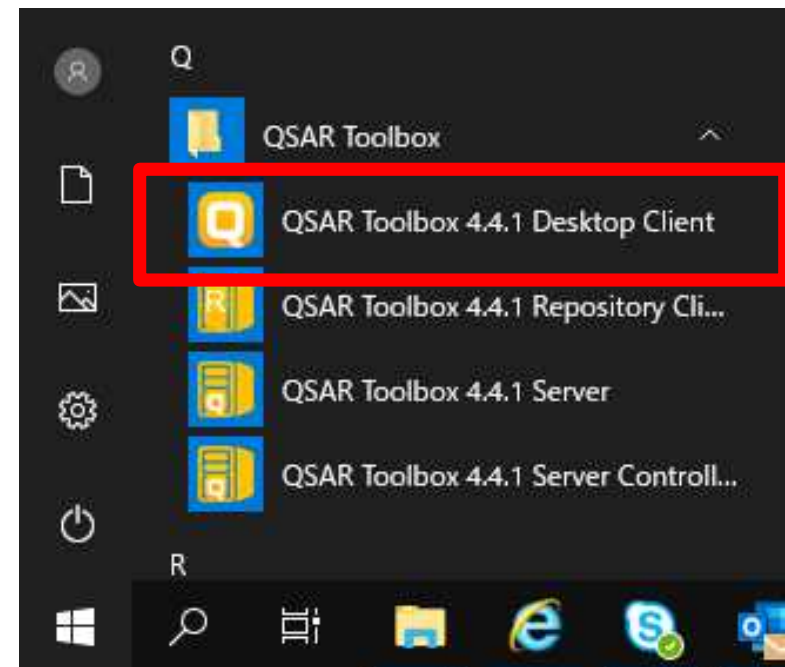 Q
QSAR Toolbox
QSAR Toolbox 4.4.1 Desktop Client
QSAR Toolbox 4.4.1 Repository Cli...
QSAR Toolbox 4.4.1 Server
QSAR Toolbox 4.4.1 Server Controll...
R